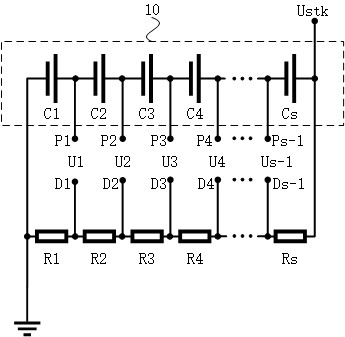 10
Ustk
C1 C2 C3 C4 ··· Cs
P1 P2 P3 P4 ··· Ps-1
U1 U2 U3 U4 Us-1
D1 D2 D3 D4 ··· Ds-1
···
R1 R2 R3 R4 Rs